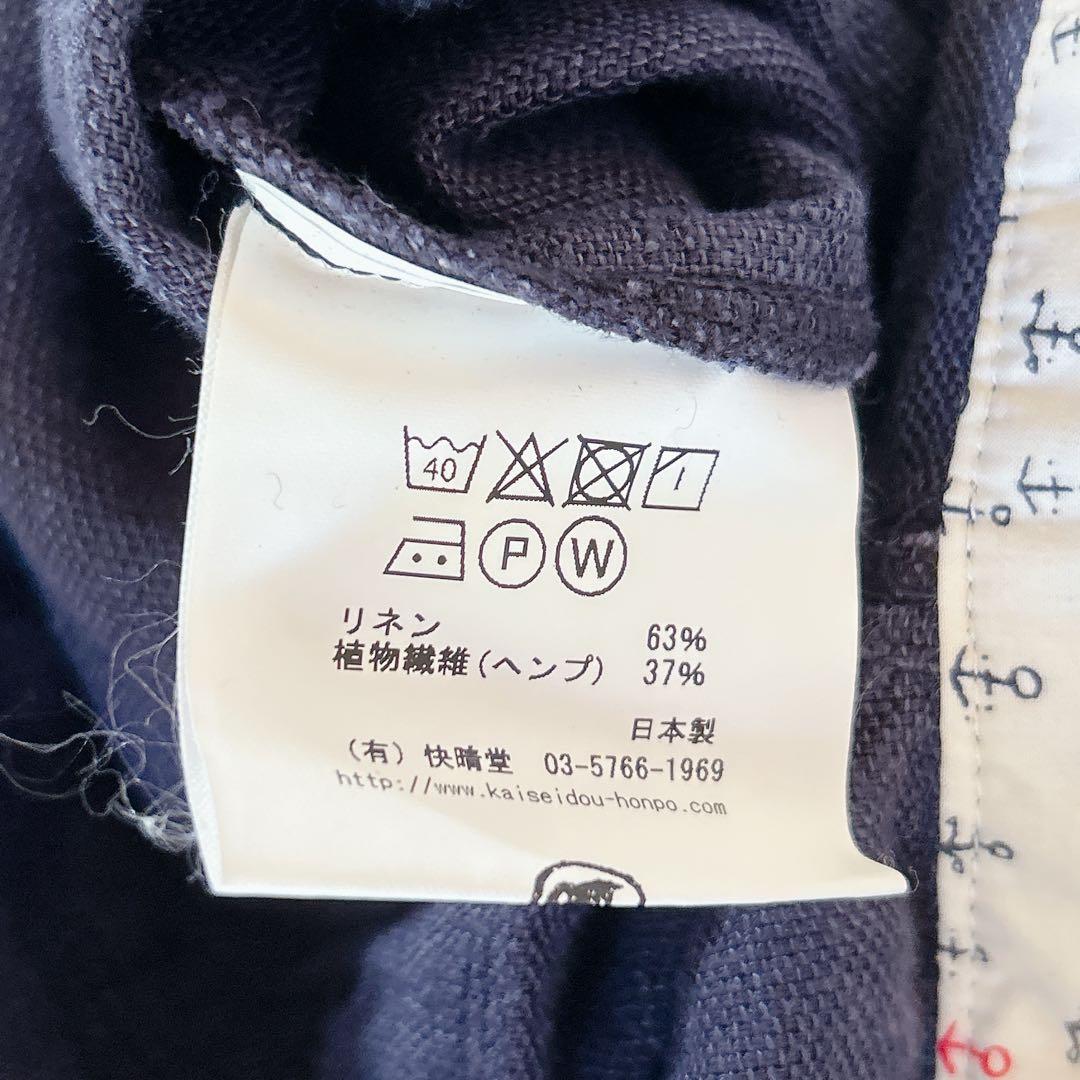 40
P W
リネン 63%
植物繊維(ヘンプ) 37%
日本製
(有) 快晴堂 03-5766-1969
http://www.kaiseidou-honpo.com